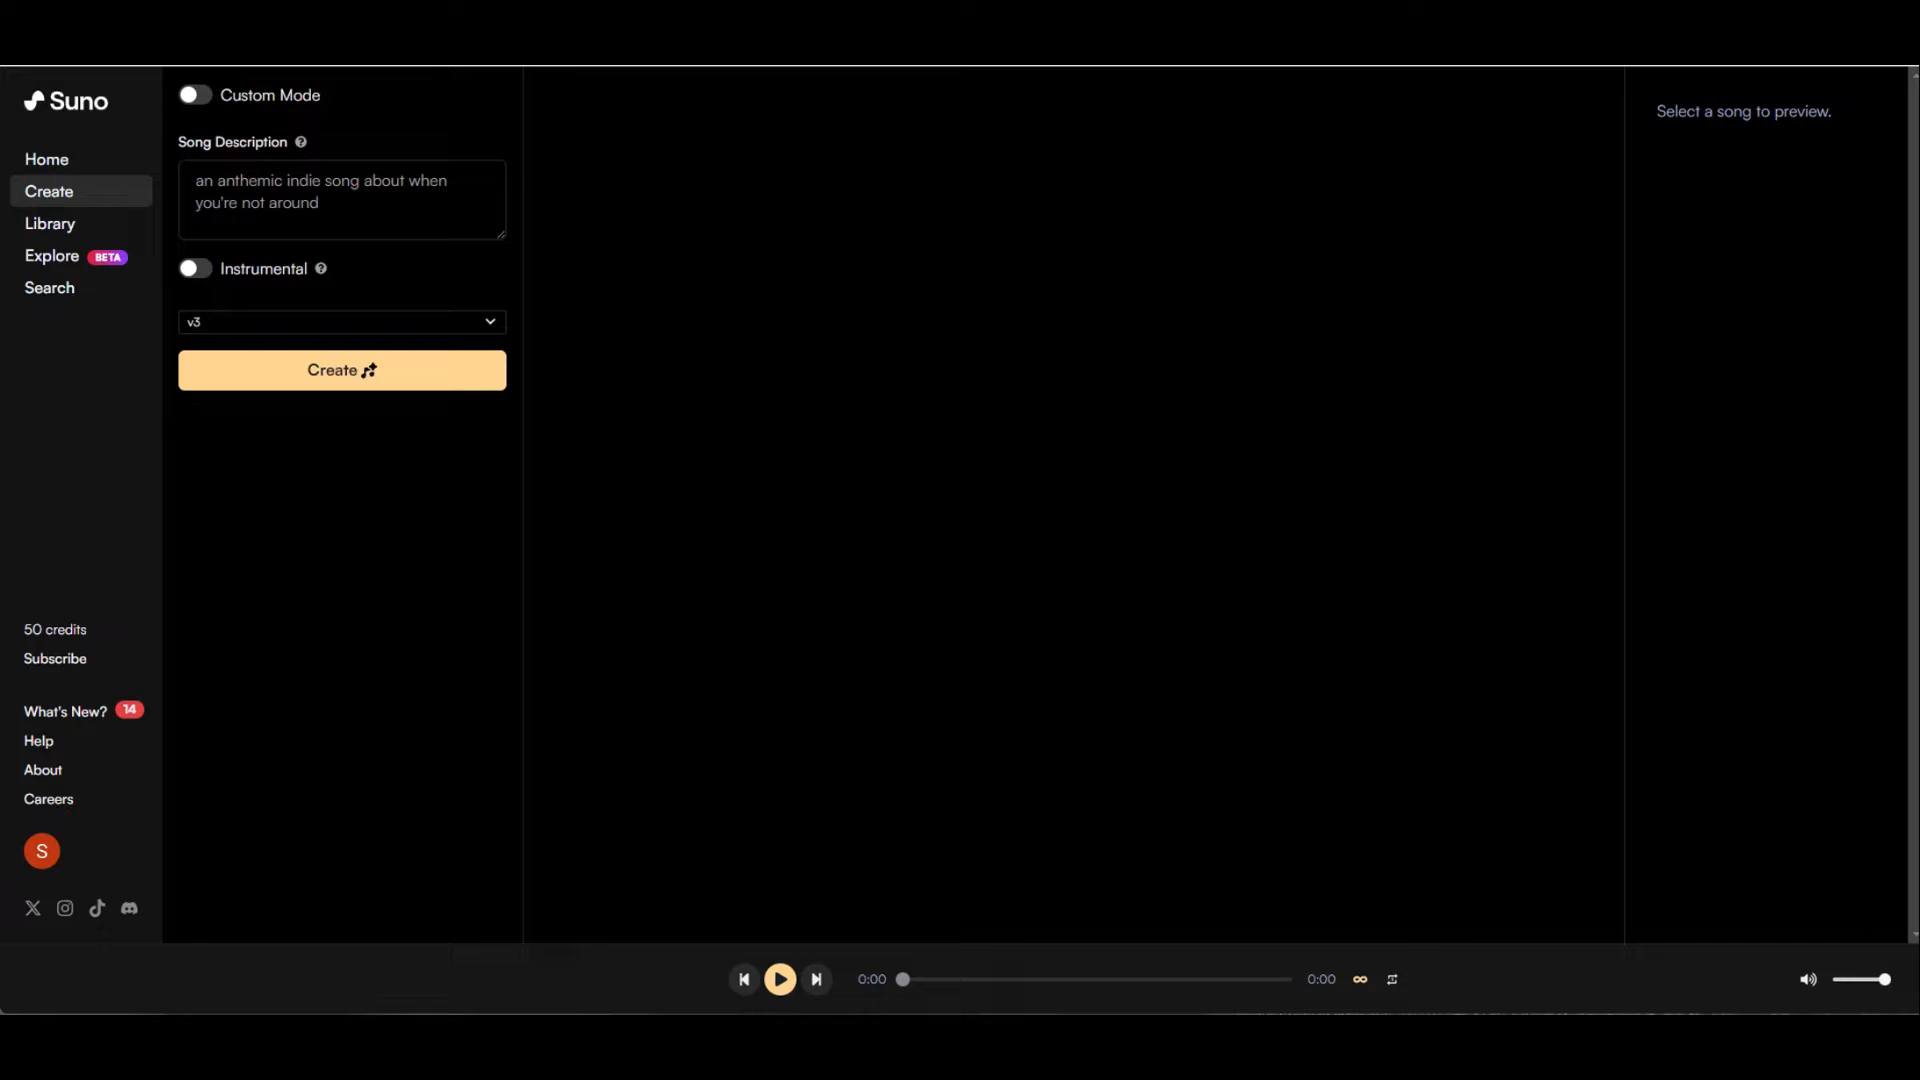 Suno
Home
Create
Library
Explore BETA
Search
50 credits
Subscribe
What's New? 14
Help
About
Careers
S
Custom Mode
Song Description
an anthemic indie song about when
you're not around
Instrumental
v3
Create
Select a song to preview.
0:00
0:00